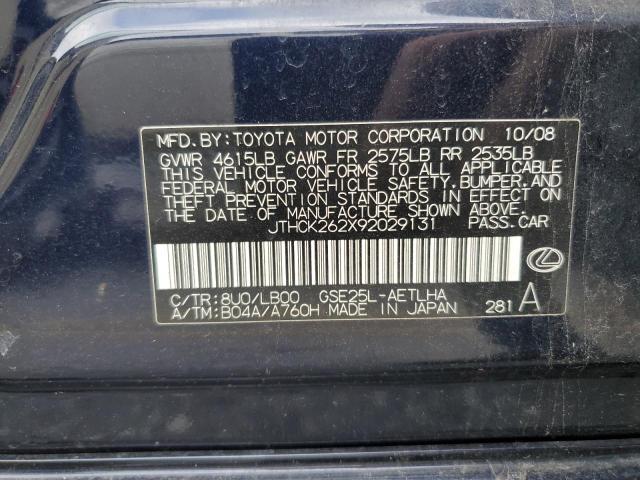 MFD. BY: TOYOTA MOTOR CORPORATION 10/08
GVWR 4615LB GAWR FR 2575LB RR 2535LB
THIS VEHICLE CONFORMS TO ALL APPLICABLE
FEDERAL MOTOR VEHICLE SAFETY, BUMPER, AND
THEFT PREVENTION STANDARDS IN EFFECT ON
THE DATE OF MANUFACTURE SHOWN ABOVE.
JTHCK262X92029131 PASS. CAR
C/TR: 8U0/LB00 GSE25L-AETLHA
A/TM: B04A/A760H MADE IN JAPAN 281 A